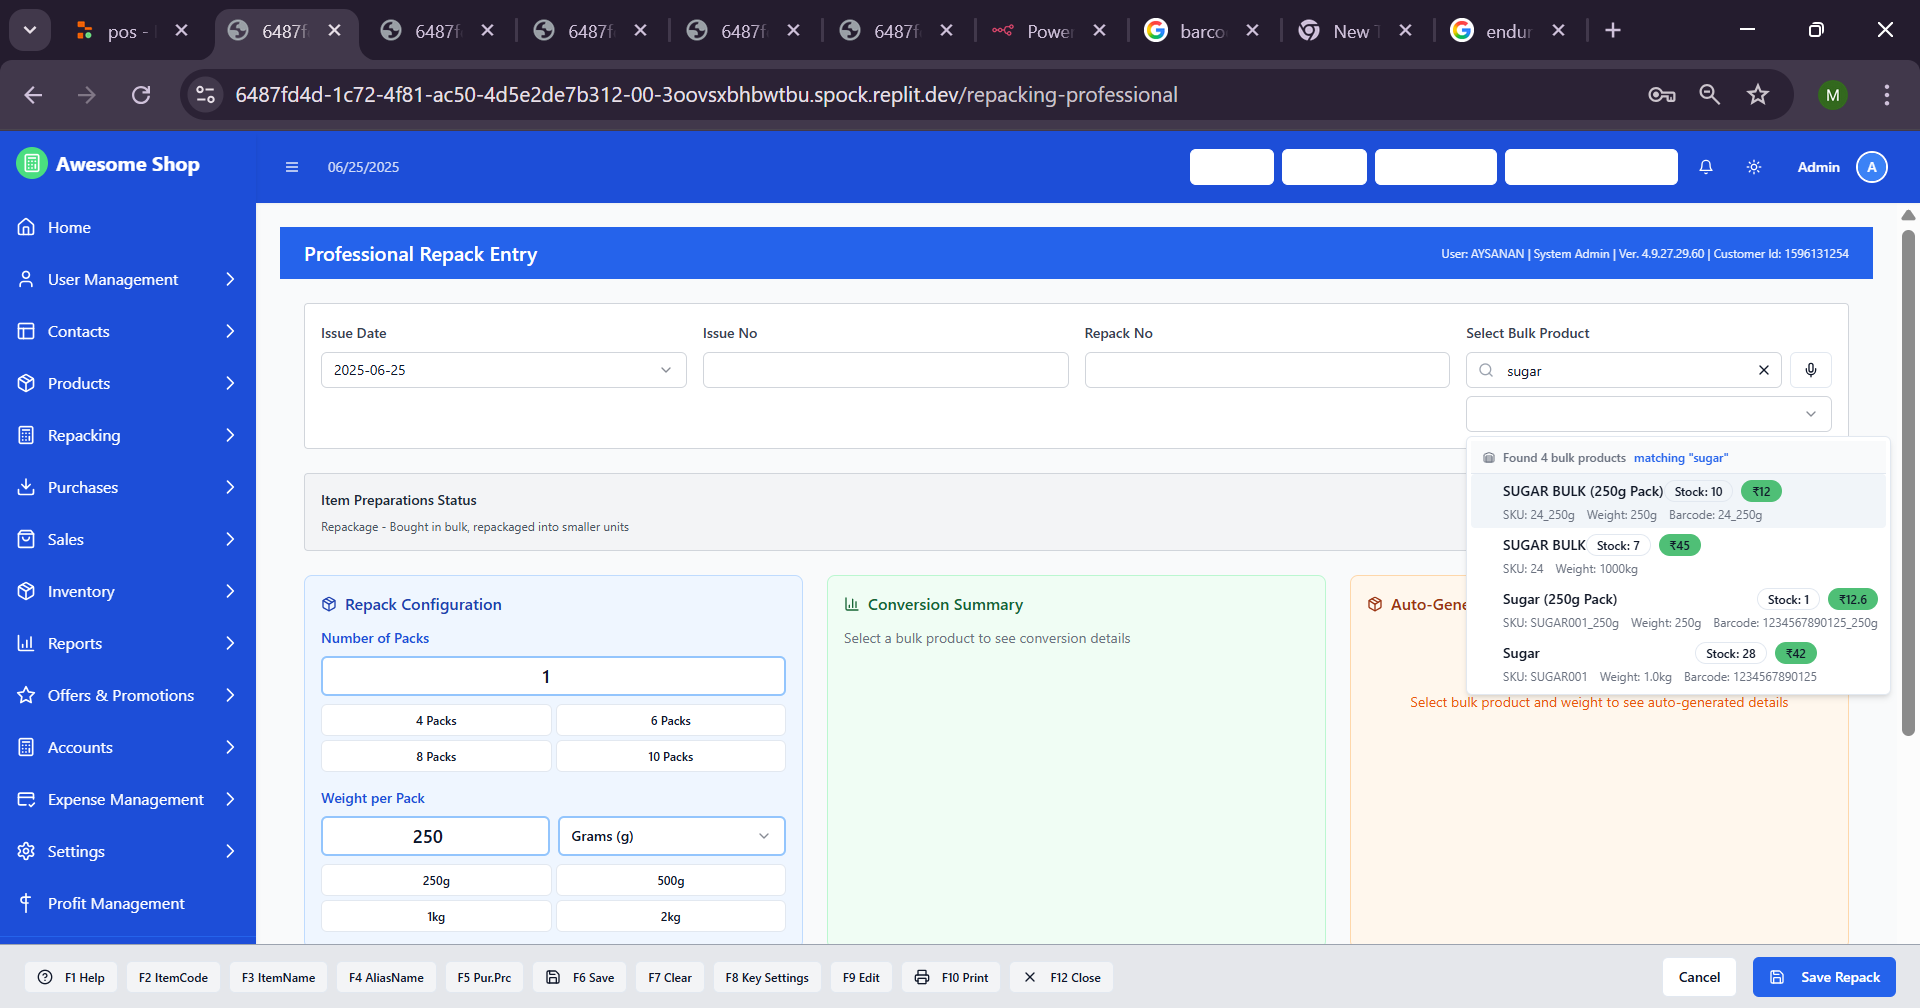 pos -
6487f
6487f
6487f
6487f
6487f
Power
barco
New T
endur
6487fd4d-1c72-4f81-ac50-4d5e2de7b312-00-3oovsxbhbwtbu.spock.replit.dev/repacking-professional
M
Awesome Shop
06/25/2025
Admin
A
Home
User Management
Contacts
Products
Repacking
Purchases
Sales
Inventory
Reports
Offers & Promotions
Accounts
Expense Management
Settings
Profit Management
Professional Repack Entry
User: AYSANAN | System Admin | Ver. 4.9.27.29.60 | Customer Id: 1596131254
Issue Date
Issue No
Repack No
Select Bulk Product
2025-06-25
sugar
Found 4 bulk products matching "sugar"
SUGAR BULK (250g Pack) Stock: 10 ₹12
SKU: 24_250g Weight: 250g Barcode: 24_250g
SUGAR BULK Stock: 7 ₹45
SKU: 24 Weight: 1000kg
Sugar (250g Pack) Stock: 1 ₹12.6
SKU: SUGAR001_250g Weight: 250g Barcode: 1234567890125_250g
Sugar Stock: 28 ₹42
SKU: SUGAR001 Weight: 1.0kg Barcode: 1234567890125
Item Preparations Status
Repackage - Bought in bulk, repackaged into smaller units
Repack Configuration
Number of Packs
1
4 Packs
6 Packs
8 Packs
10 Packs
Weight per Pack
250
Grams (g)
250g
500g
1kg
2kg
Conversion Summary
Select a bulk product to see conversion details
Auto-Gene
Select bulk product and weight to see auto-generated details
F1 Help
F2 ItemCode
F3 ItemName
F4 AliasName
F5 Pur.Prc
F6 Save
F7 Clear
F8 Key Settings
F9 Edit
F10 Print
F12 Close
Cancel
Save Repack